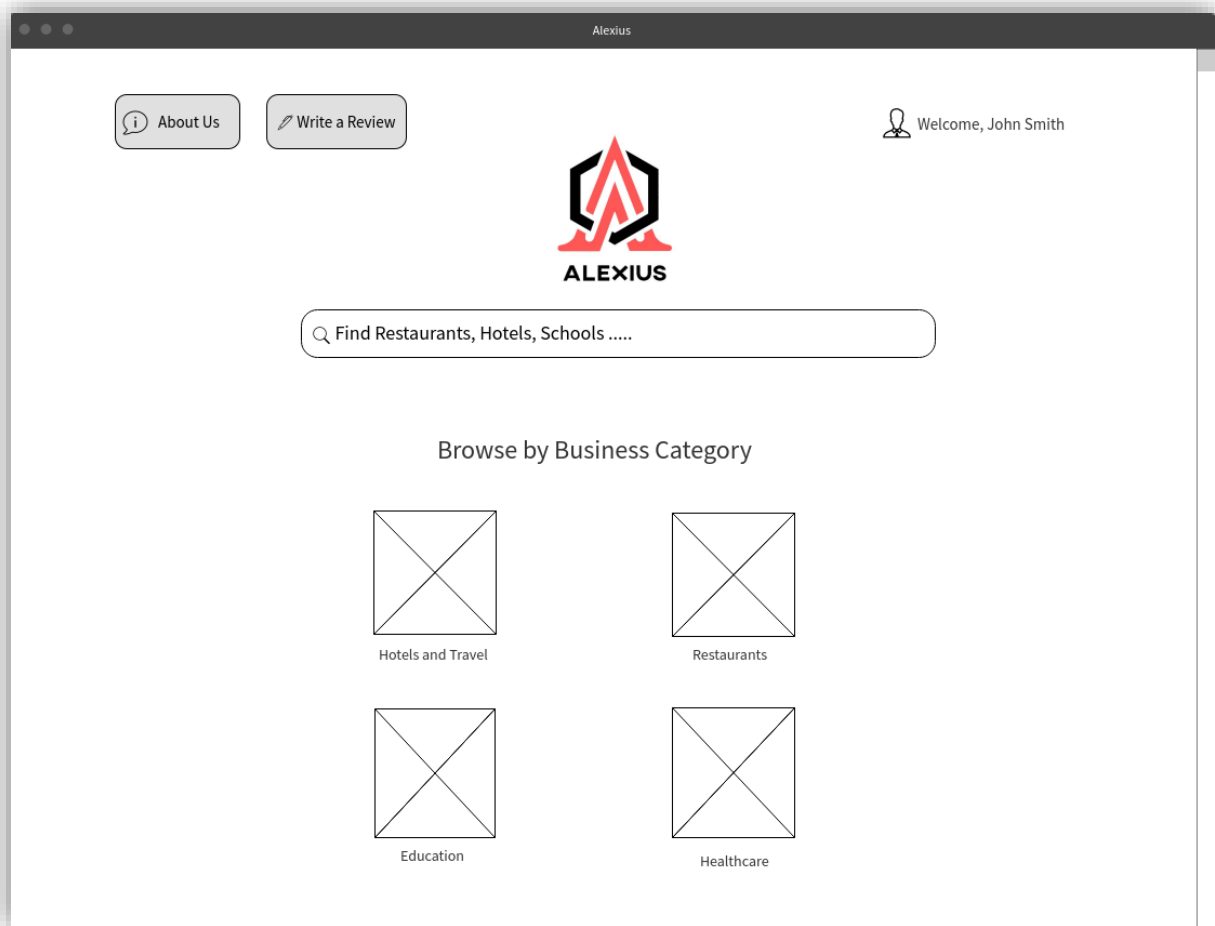 Alexius
About Us
Write a Review
Welcome, John Smith
ALEXIUS
Find Restaurants, Hotels, Schools .....
Browse by Business Category
Hotels and Travel
Restaurants
Education
Healthcare